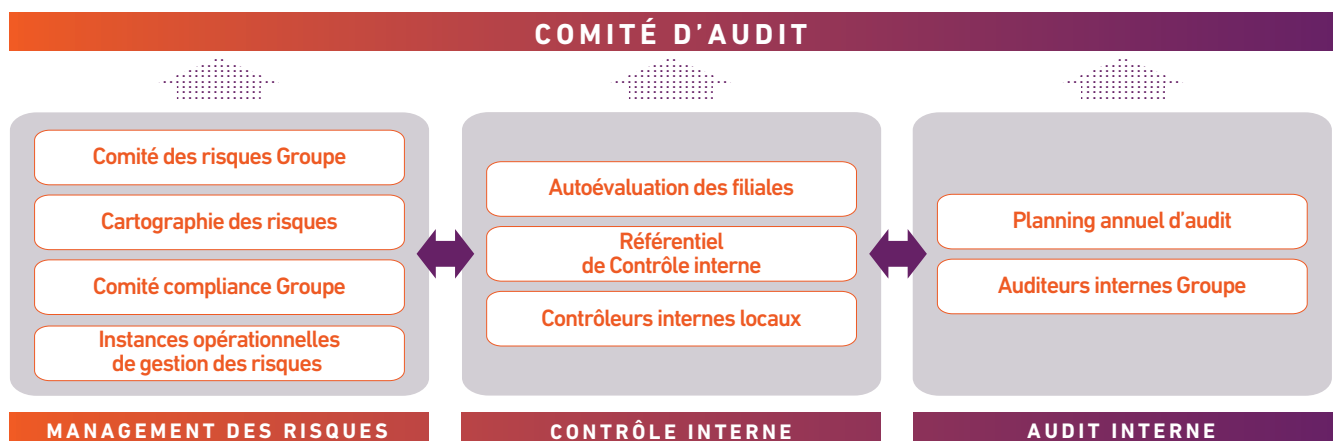 COMITÉ D’AUDIT
Comité des risques Groupe
Cartographie des risques
Comité compliance Groupe
Instances opérationnelles
de gestion des risques
MANAGEMENT DES RISQUES
Autoévaluation des filiales
Référentiel
de Contrôle interne
Contrôleurs internes locaux
CONTRÔLE INTERNE
Planning annuel d’audit
Auditeurs internes Groupe
AUDIT INTERNE